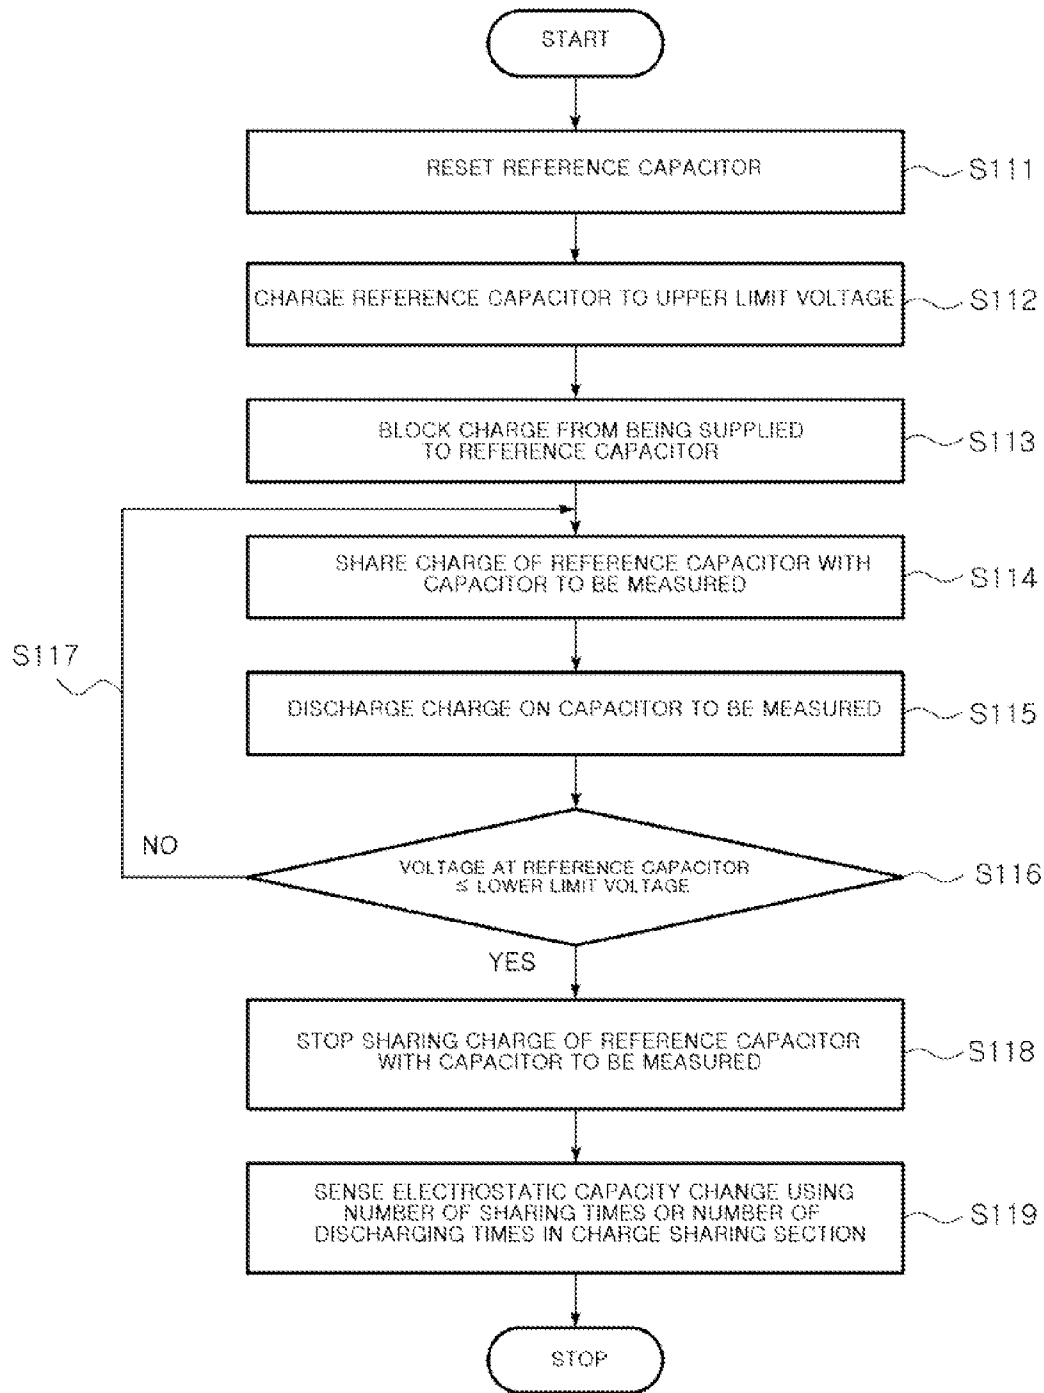 START
RESET REFERENCE CAPACITOR
S111
CHARGE REFERENCE CAPACITOR TO UPPER LIMIT VOLTAGE
S112
BLOCK CHARGE FROM BEING SUPPLIED
TO REFERENCE CAPACITOR
S113
SHARE CHARGE OF REFERENCE CAPACITOR WITH
CAPACITOR TO BE MEASURED
S114
S117
DISCHARGE CHARGE ON CAPACITOR TO BE MEASURED
S115
NO
VOLTAGE AT REFERENCE CAPACITOR
≤ LOWER LIMIT VOLTAGE
S116
YES
STOP SHARING CHARGE OF REFERENCE CAPACITOR
WITH CAPACITOR TO BE MEASURED
S118
SENSE ELECTROSTATIC CAPACITY CHANGE USING
NUMBER OF SHARING TIMES OR NUMBER OF
DISCHARGING TIMES IN CHARGE SHARING SECTION
S119
STOP